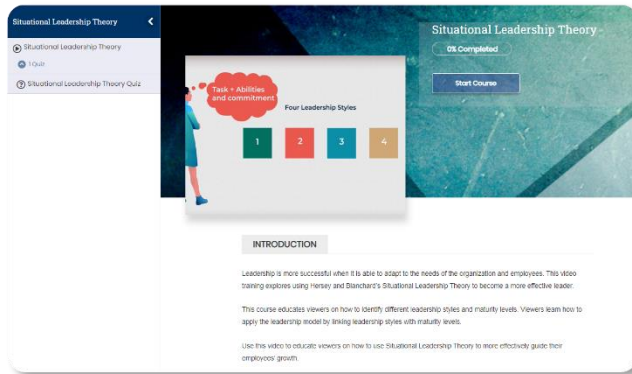 Situational Leadership Theory
Situational Leadership Theory
1 Quiz
Situational Leadership Theory Quiz
Situational Leadership Theory
0% Completed
Start Course
Task + Abilities
and commitment
Four Leadership Styles
1 2 3 4
INTRODUCTION
Leadership is more successful when it is able to adapt to the needs of the organization and employees. This video
training explores using Hersey and Blanchard's Situational Leadership Theory to become a more effective leader.
This course educates viewers on how to identify different leadership styles and maturity levels. Viewers learn how to
apply the leadership model by linking leadership styles with maturity levels.
Use this video to educate viewers on how to use Situational Leadership Theory to more effectively guide their
employees' growth.